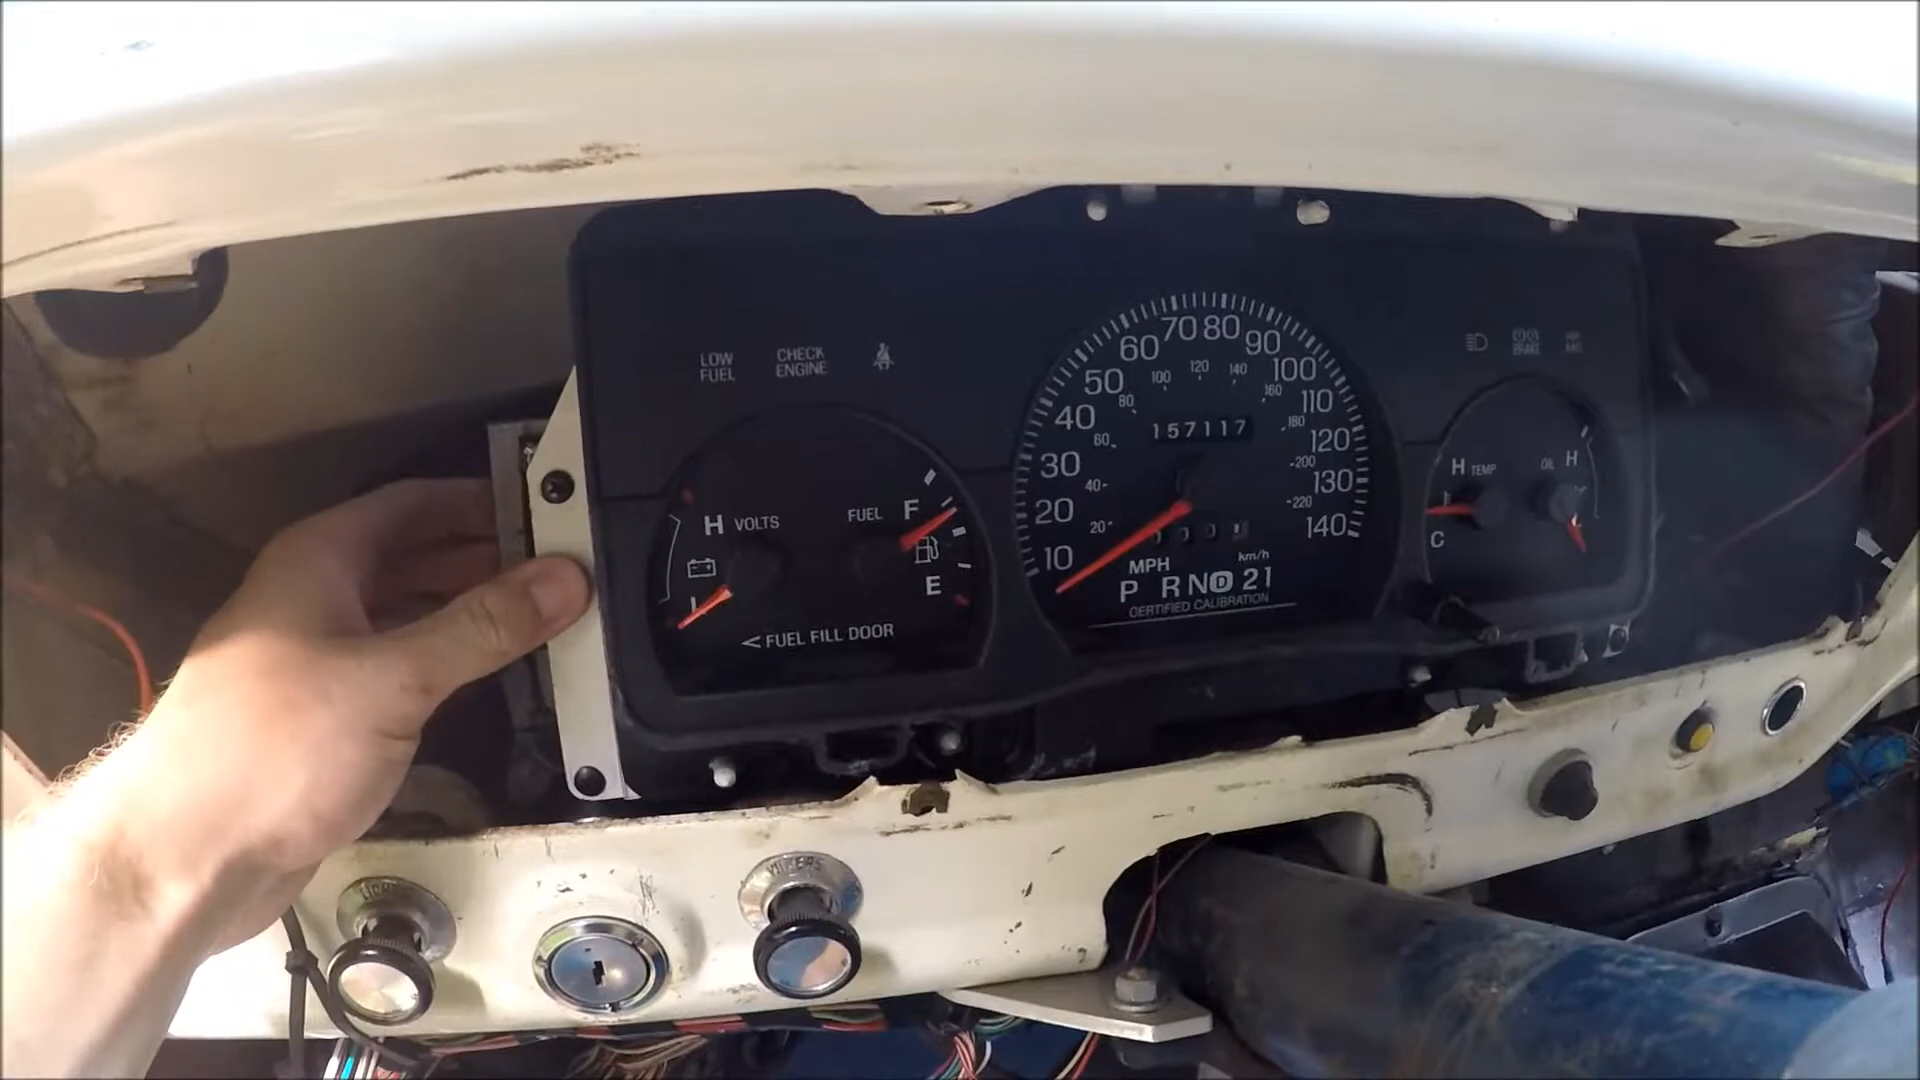 LOW
FUEL
CHECK
ENGINE
BRAKE
H VOLTS
L
FUEL F
E
< FUEL FILL DOOR
10
20
30
40
50
60
70
80
90
100
110
120
130
140
20
40
60
80
100
120
140
160
180
200
220
157117
MPH
km/h
P R N D 2 1
CERTIFIED CALIBRATION
H TEMP
C
OIL H
WIPERS